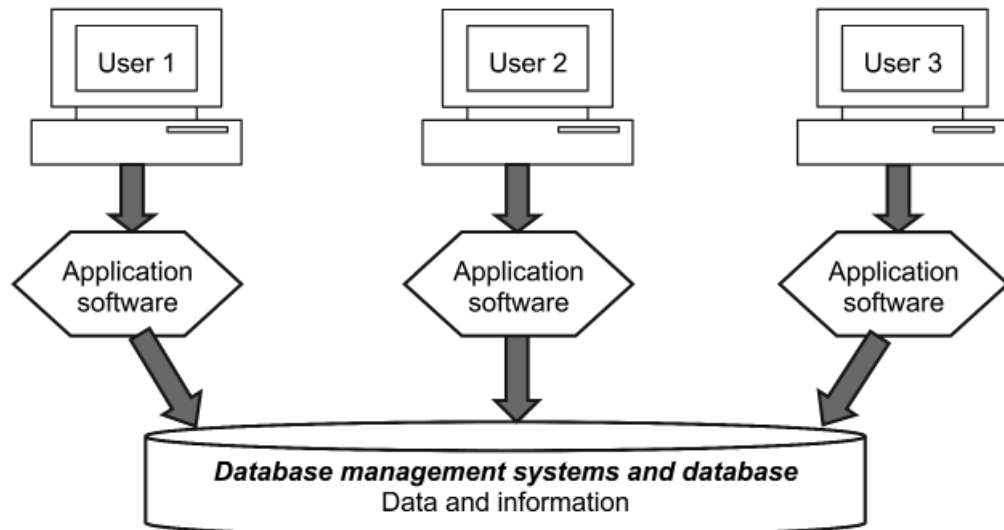 User 1
User 2
User 3
Application
software
Application
software
Application
software
Database management systems and database
Data and information